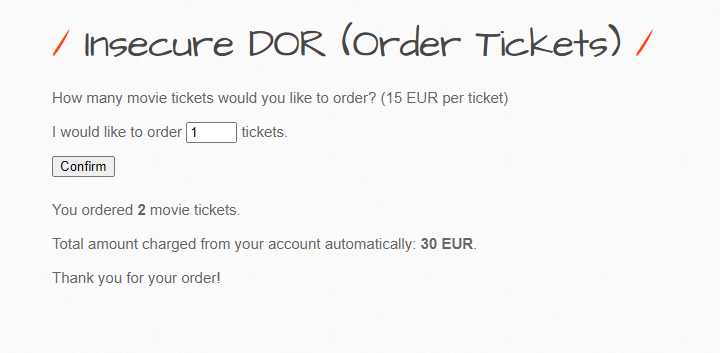 / Insecure DOR (Order Tickets) /
How many movie tickets would you like to order? (15 EUR per ticket)
I would like to order 1 tickets.
Confirm
You ordered 2 movie tickets.
Total amount charged from your account automatically: 30 EUR.
Thank you for your order!